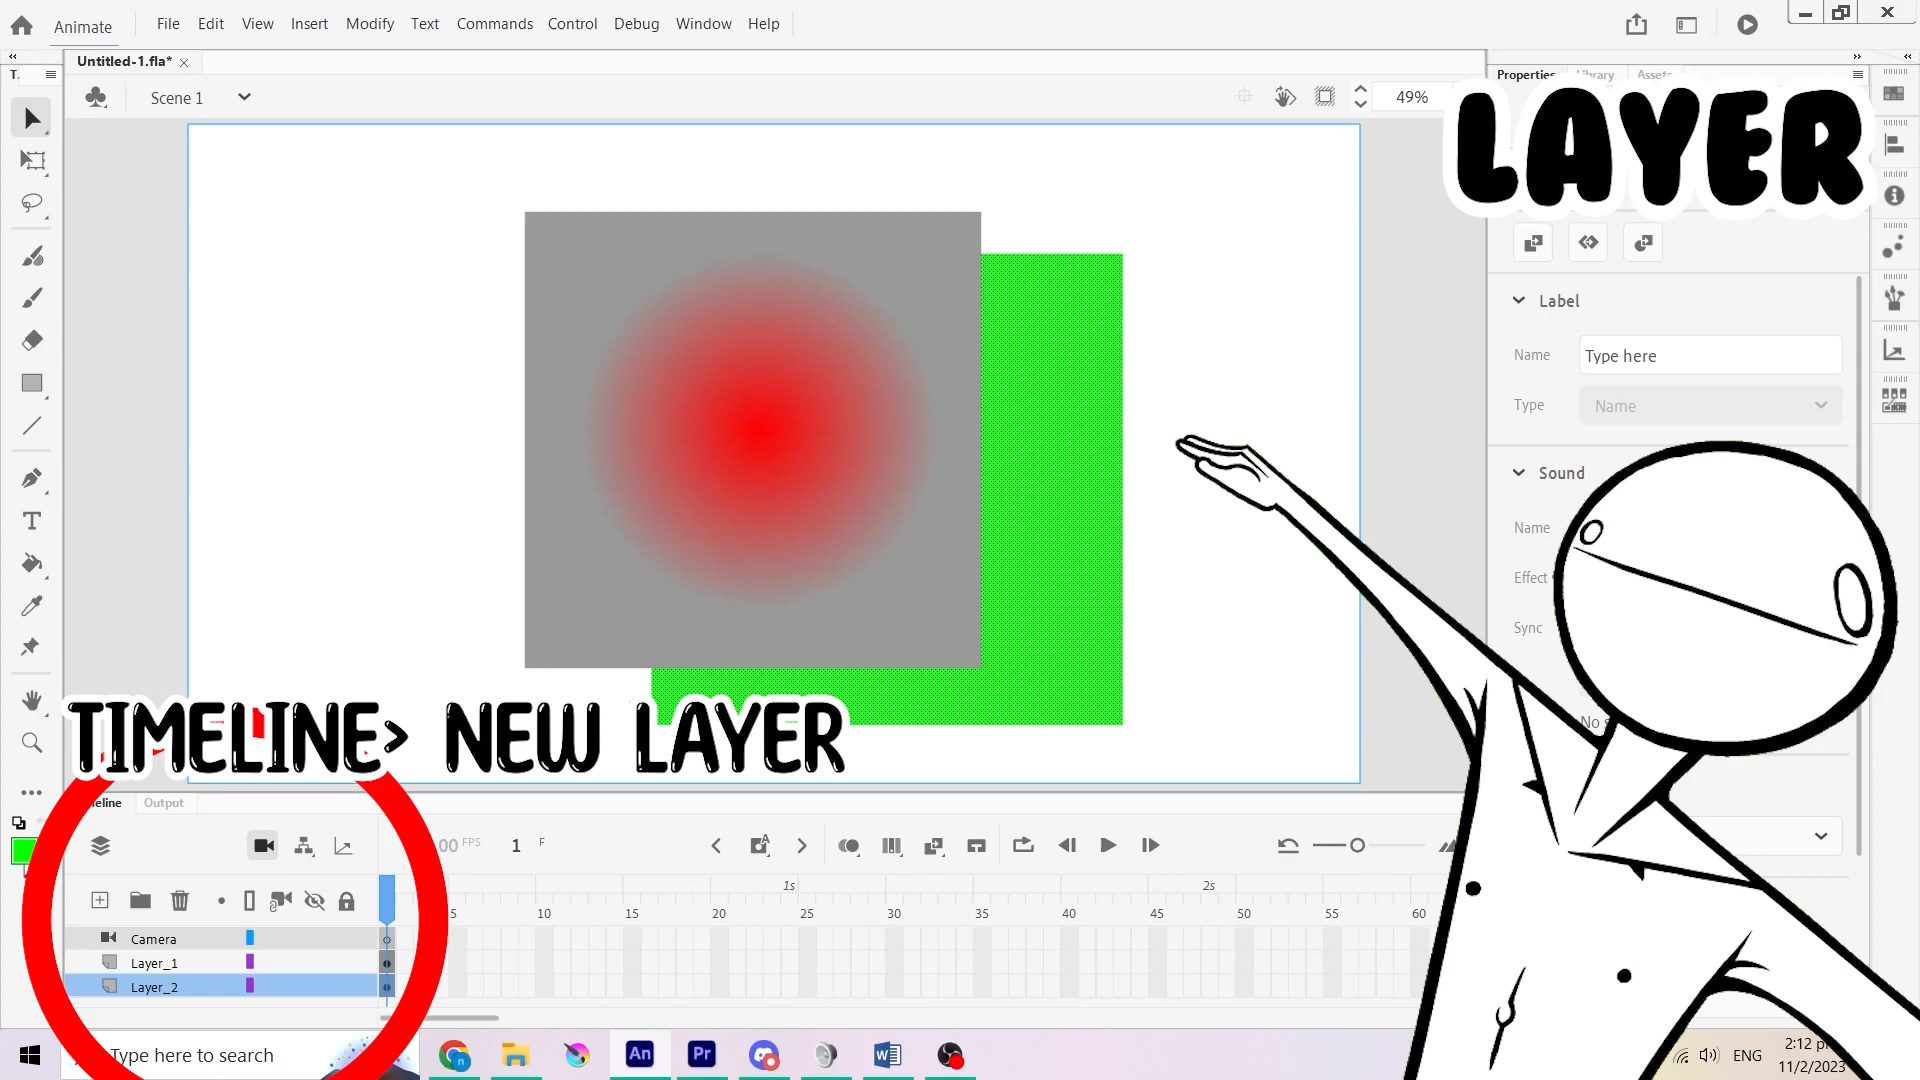 Animate File Edit View Insert Modify Text Commands Control Debug Window Help
Untitled-1.fla*
T.
Properties Library Assets
Scene 1
49%
LAYER
Label
Name Type here
Type Name
Sound
Name
Effect
Sync
TIMELINE> NEW LAYER
Output
00 FPS 1 F
1s 2s
5 10 15 20 25 30 35 40 45 50 55 60
Camera
Layer_1
Layer_2
Type here to search
An Pr
ENG
2:12
11/2/2023